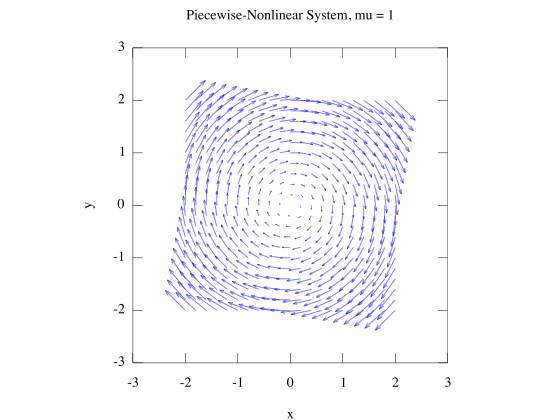 Piecewise-Nonlinear System, mu = 1
3
2
1
y
0
-1
-2
-3
-3 -2 -1 0 1 2 3
x